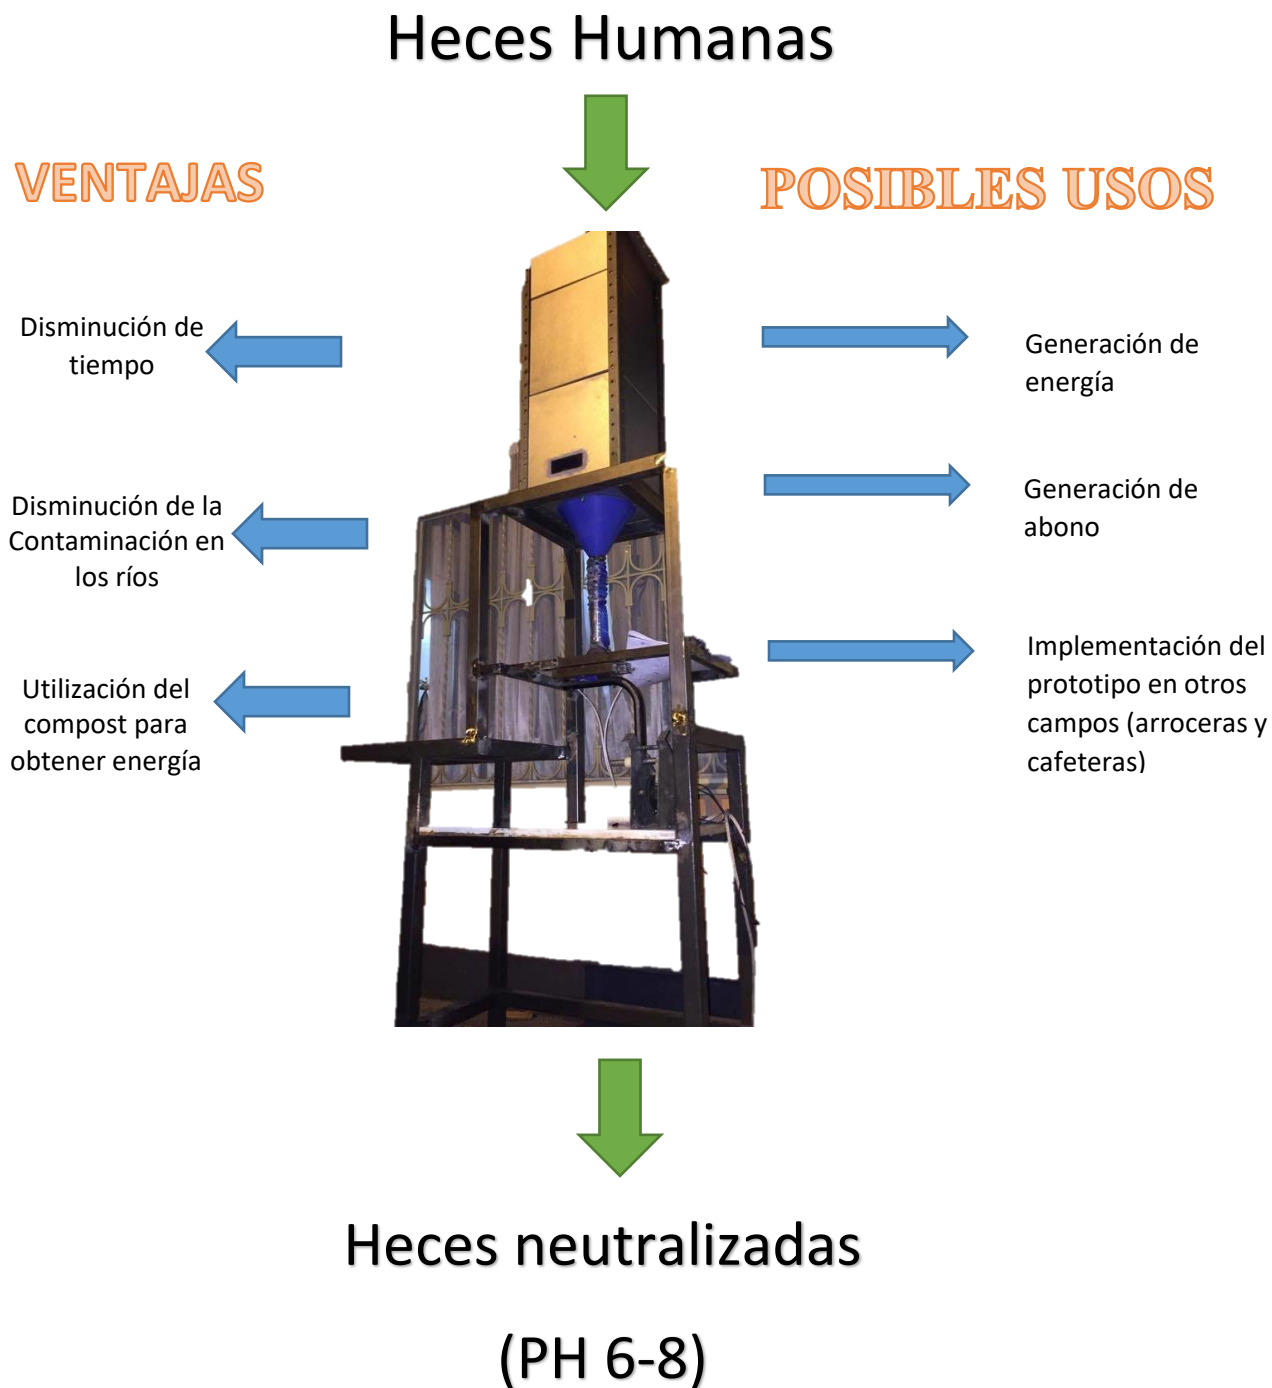 Heces Humanas
VENTAJAS
Disminución de
tiempo
Disminución de la
Contaminación en
los ríos
Utilización del
compost para
obtener energía
POSIBLES USOS
Generación de
energía
Generación de
abono
Implementación del
prototipo en otros
campos (arroceras y
cafeteras)
Heces neutralizadas
(PH 6-8)